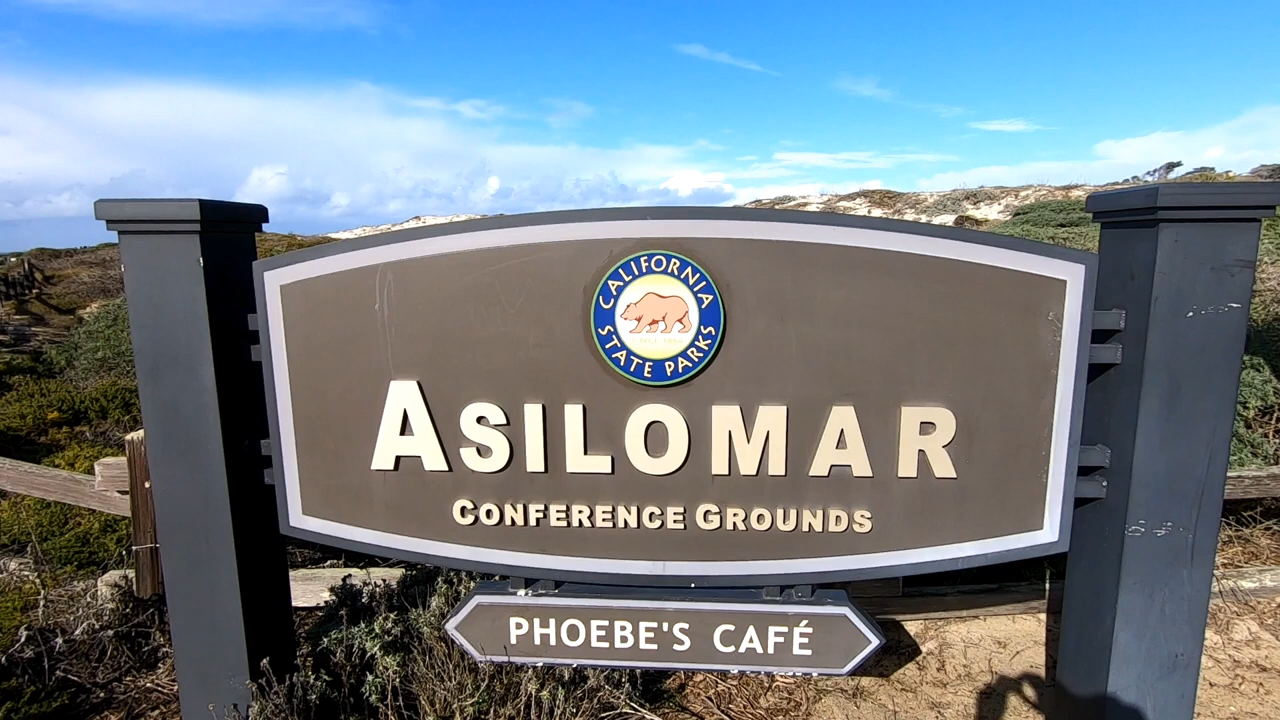 CALIFORNIA
STATE PARKS
ASILOMAR
CONFERENCE GROUNDS
PHOEBE'S CAFÉ